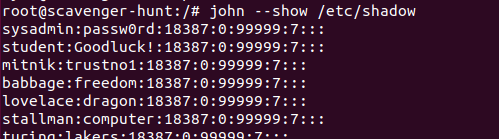 root@scavenger-hunt:/# john --show /etc/shadow
sysadmin:passw0rd:18387:0:99999:7:::
student:Goodluck!:18387:0:99999:7:::
mitnik:trustno1:18387:0:99999:7:::
babbage:freedom:18387:0:99999:7:::
lovelace:dragon:18387:0:99999:7:::
stallman:computer:18387:0:99999:7:::
turing:lakers:18387:0:99999:7:::